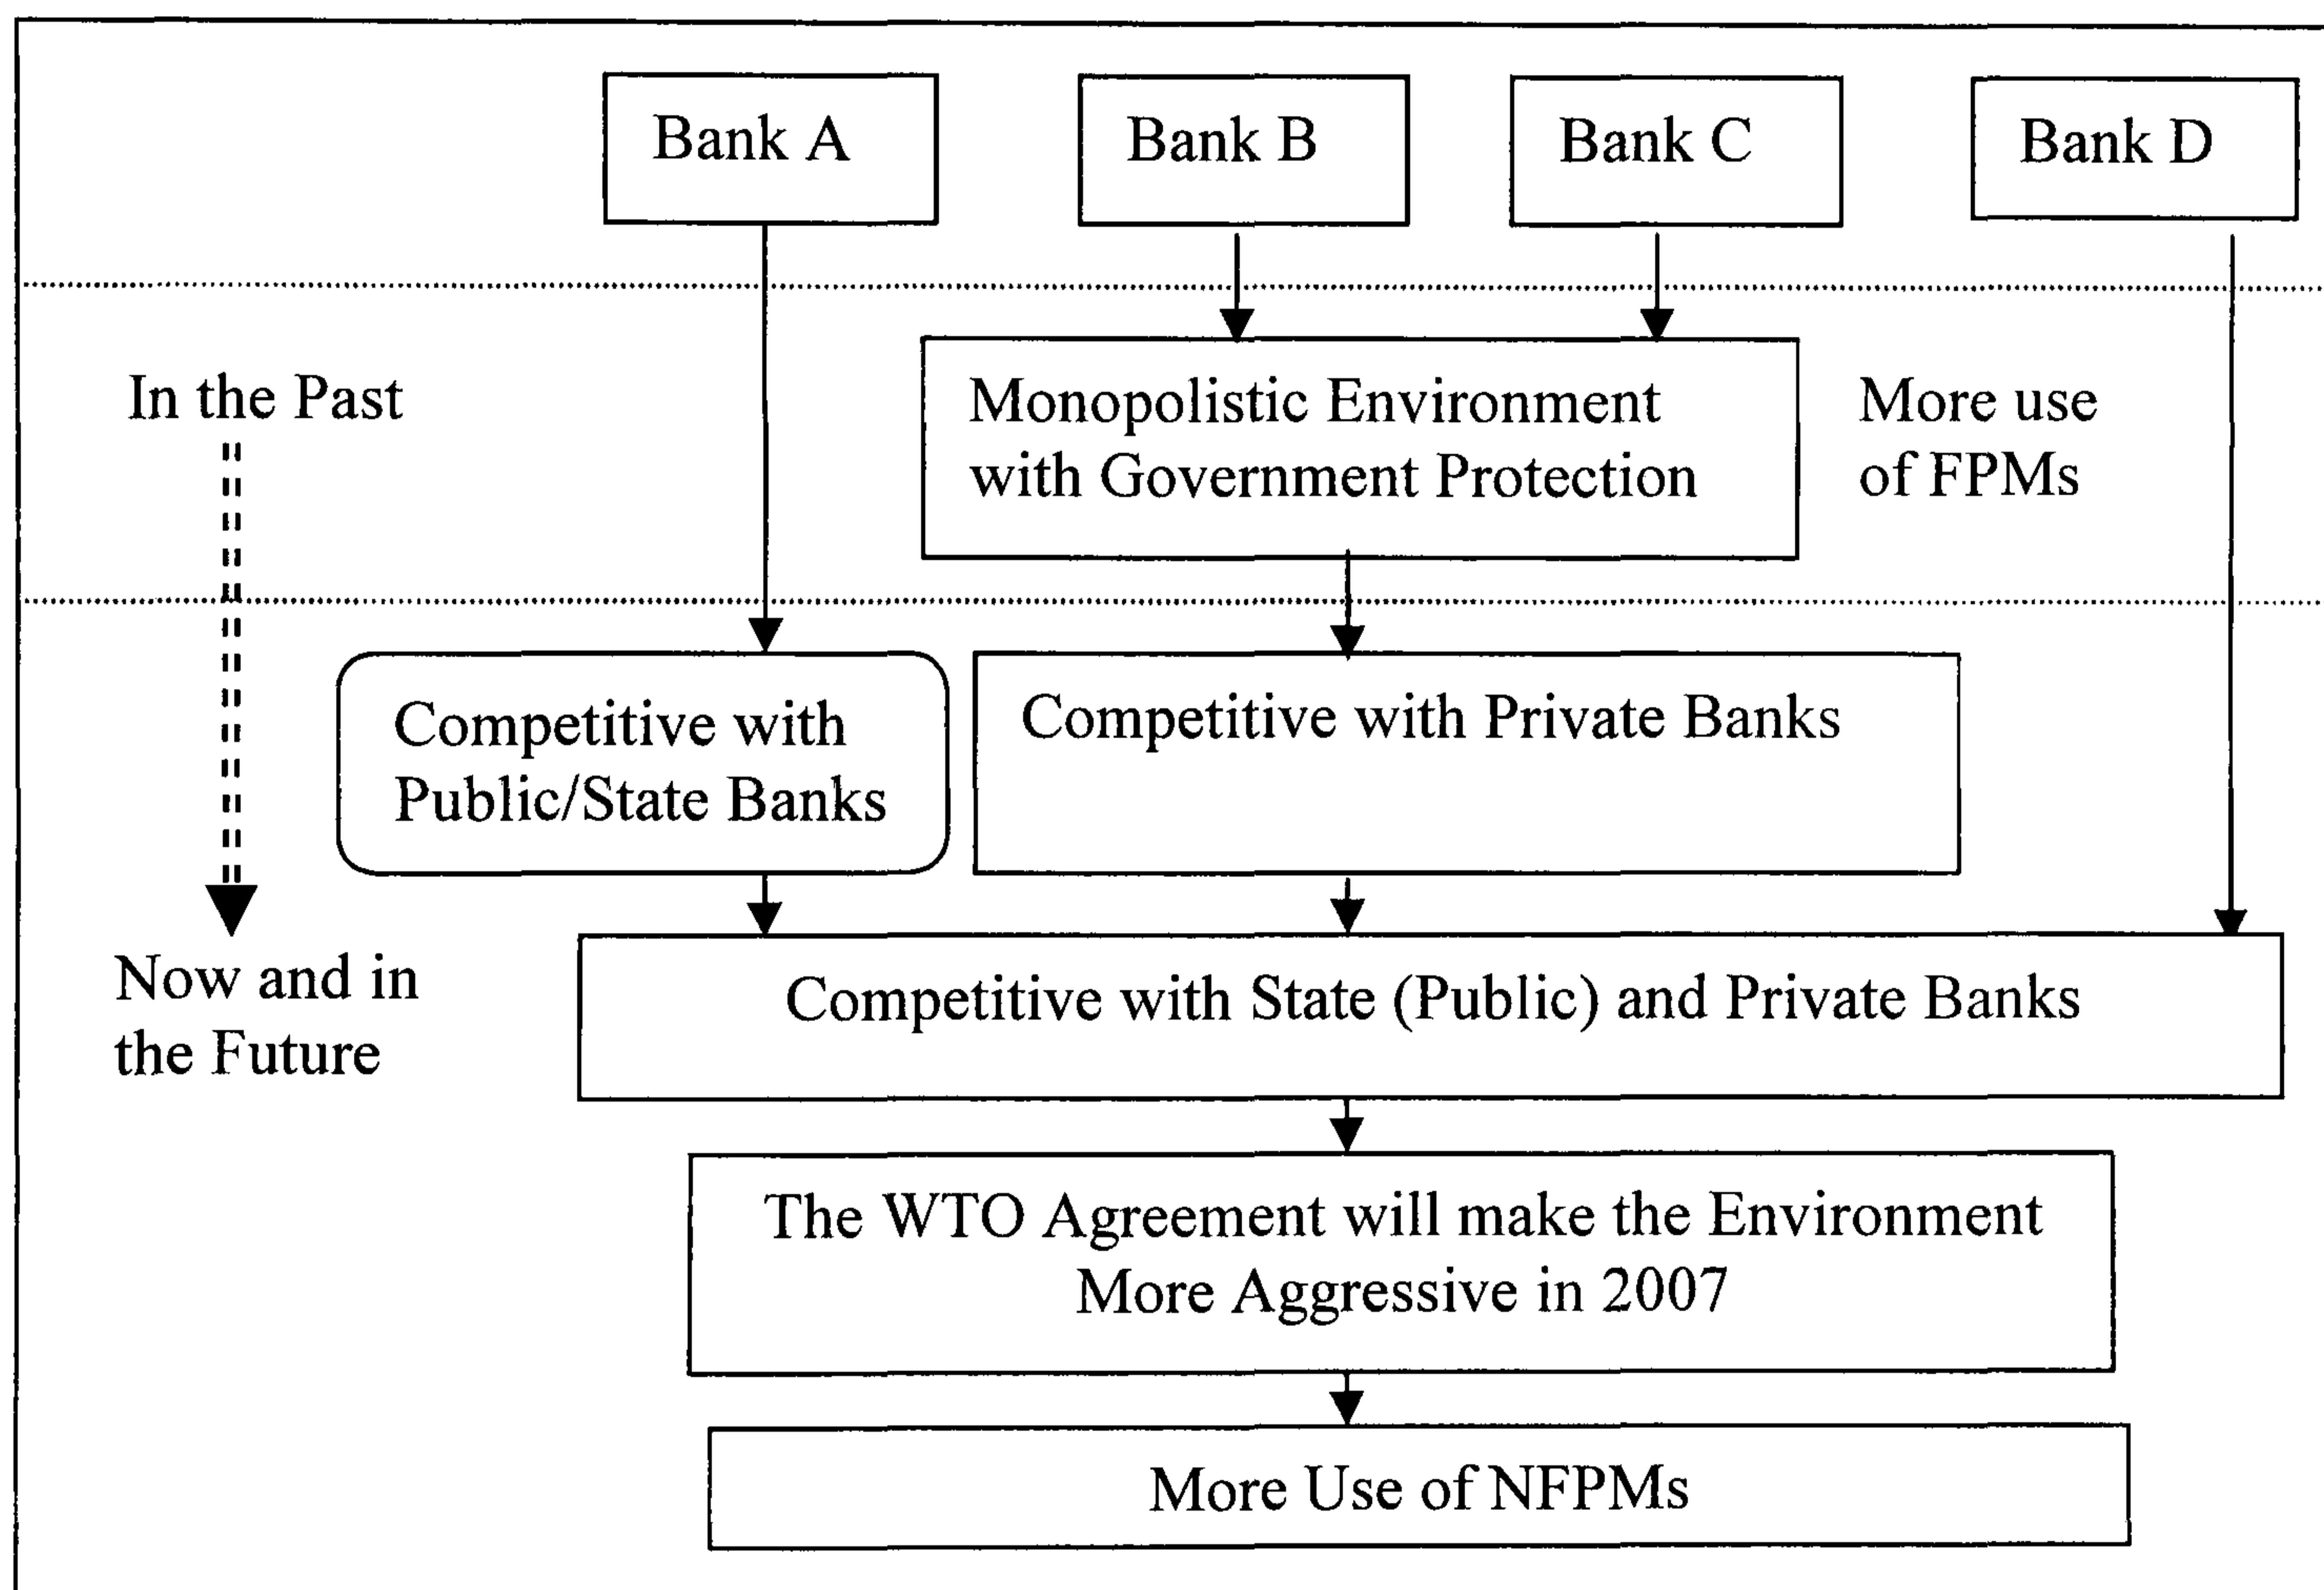 Bank A
Bank B
Bank C
Bank D
In the Past
Monopolistic Environment
with Government Protection
More use
of FPMs
Competitive with
Public/State Banks
Competitive with Private Banks
Now and in
the Future
Competitive with State (Public) and Private Banks
The WTO Agreement will make the Environment
More Aggressive in 2007
More Use of NFPMs